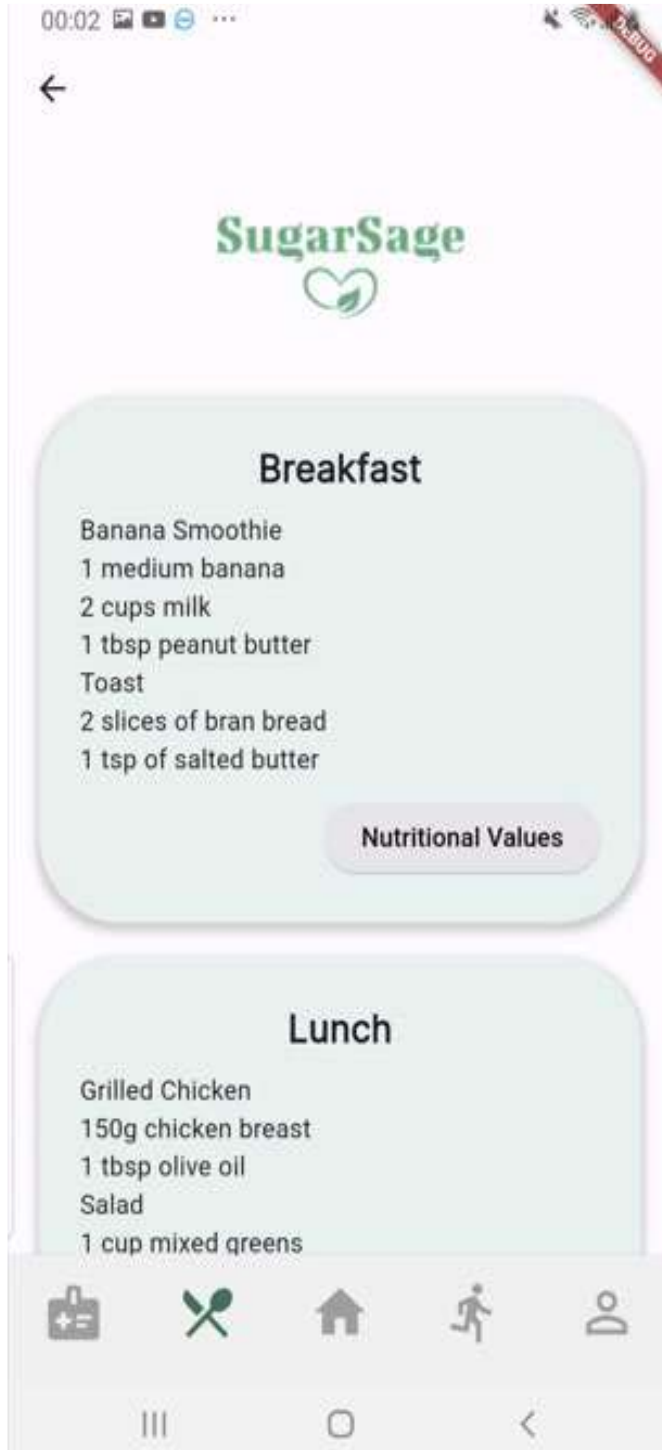 00:02
DEBUG
SugarSage
Breakfast
Banana Smoothie
1 medium banana
2 cups milk
1 tbsp peanut butter
Toast
2 slices of bran bread
1 tsp of salted butter
Nutritional Values
Lunch
Grilled Chicken
150g chicken breast
1 tbsp olive oil
Salad
1 cup mixed greens